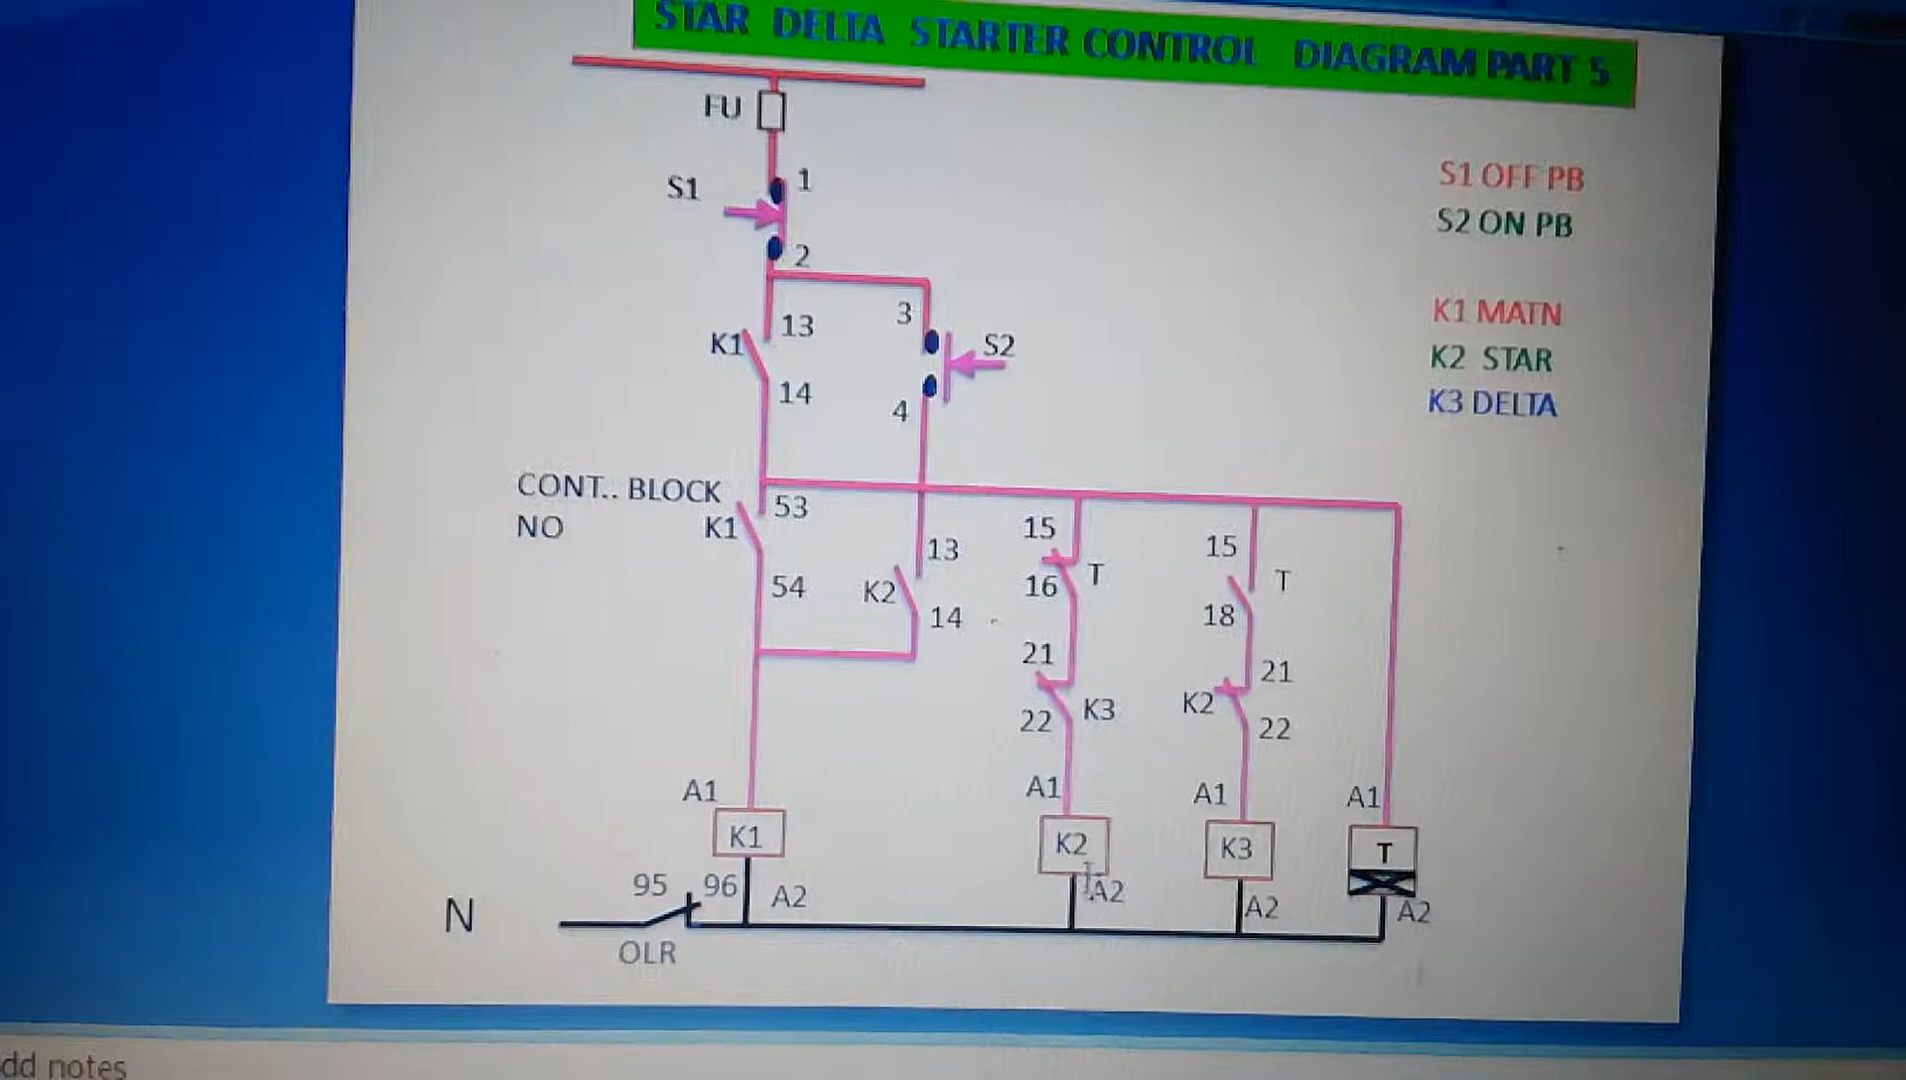 STAR DELTA STARTER CONTROL DIAGRAM PART 5
FU
S1
1
2
S1 OFF PB
S2 ON PB
K1
13
14
3
4
S2
K1 MATN
K2 STAR
K3 DELTA
CONT.. BLOCK
NO
K1
53
54
K2
13
14
15
16
T
15
18
T
21
22
K3
K2
21
22
A1
A1
A1
A1
K1
K2
K3
T
95
96
A2
A2
A2
A2
N
OLR
dd notes